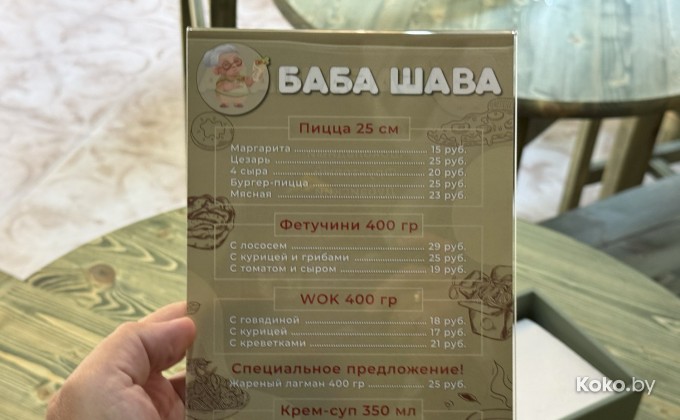 БАБА ШАВА
Пицца 25 см
Маргарита 15 руб.
Цезарь 25 руб.
4 сыра 20 руб.
Бургер-пицца 25 руб.
Мясная 23 руб.
Фетучини 400 гр
С лососем 29 руб.
С курицей и грибами 25 руб.
С томатом и сыром 19 руб.
WOK 400 гр
С говядиной 18 руб.
С курицей 17 руб.
С креветками 21 руб.
Специальное предложение!
Жареный лагман 400 гр 25 руб.
Крем-суп 350 мл
Koko.by